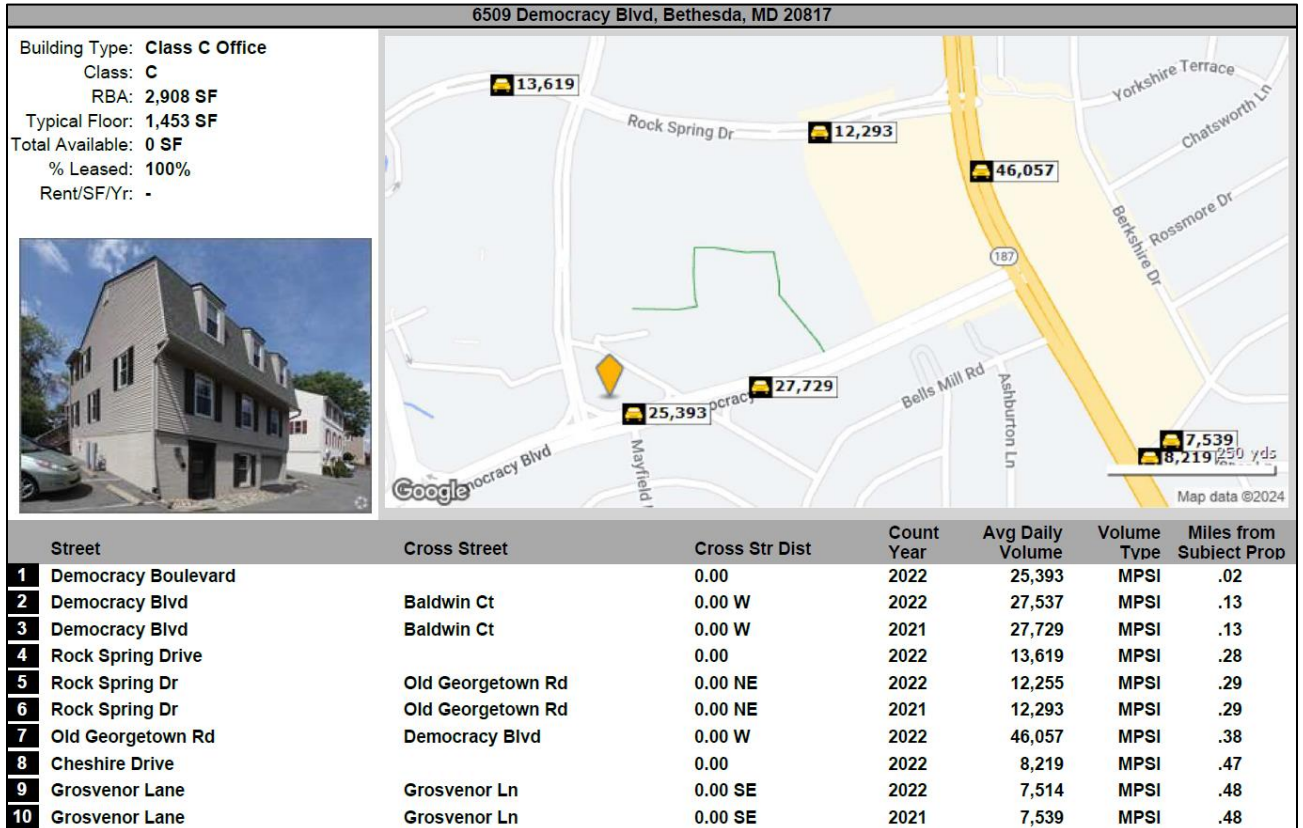 6509 Democracy Blvd, Bethesda, MD 20817
Building Type: Class C Office
Class: C
RBA: 2,908 SF
Typical Floor: 1,453 SF
Total Available: 0 SF
% Leased: 100%
Rent/SF/Yr: -
13,619
Rock Spring Dr
12,293
46,057
Yorkshire Terrace
Chatsworth Ln
Rossmore Dr
Berkshire Dr
187
27,729
25,393
ocracy
Bells Mill Rd
Ashburton Ln
Mayfield
mocracy Blvd
7,539
8,219
250 yds
Google
Map data ©2024
Street Cross Street Cross Str Dist Count Year Avg Daily Volume Volume Type Miles from Subject Prop
1 Democracy Boulevard 0.00 2022 25,393 MPSI .02
2 Democracy Blvd Baldwin Ct 0.00 W 2022 27,537 MPSI .13
3 Democracy Blvd Baldwin Ct 0.00 W 2021 27,729 MPSI .13
4 Rock Spring Drive 0.00 2022 13,619 MPSI .28
5 Rock Spring Dr Old Georgetown Rd 0.00 NE 2022 12,255 MPSI .29
6 Rock Spring Dr Old Georgetown Rd 0.00 NE 2021 12,293 MPSI .29
7 Old Georgetown Rd Democracy Blvd 0.00 W 2022 46,057 MPSI .38
8 Cheshire Drive 0.00 2022 8,219 MPSI .47
9 Grosvenor Lane Grosvenor Ln 0.00 SE 2022 7,514 MPSI .48
10 Grosvenor Lane Grosvenor Ln 0.00 SE 2021 7,539 MPSI .48